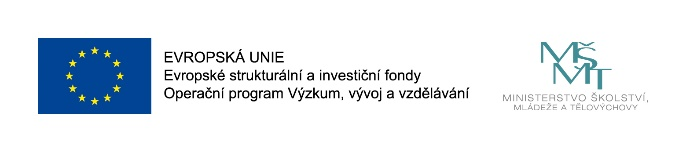 EVROPSKÁ UNIE
Evropské strukturální a investiční fondy
Operační program Výzkum, vývoj a vzdělávání
MŠMT
MINISTERSTVO ŠKOLSTVÍ,
MLÁDEŽE A TĚLOVÝCHOVY